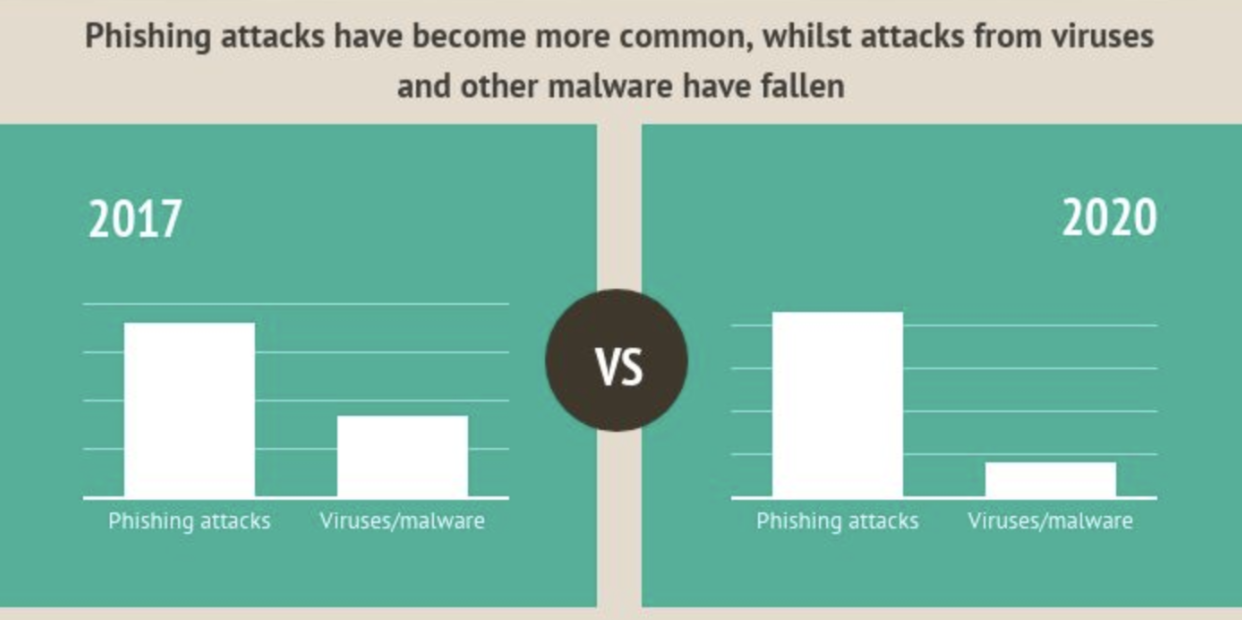 Phishing attacks have become more common, whilst attacks from viruses
and other malware have fallen
2017
2020
VS
Phishing attacks
Viruses/malware
Phishing attacks
Viruses/malware